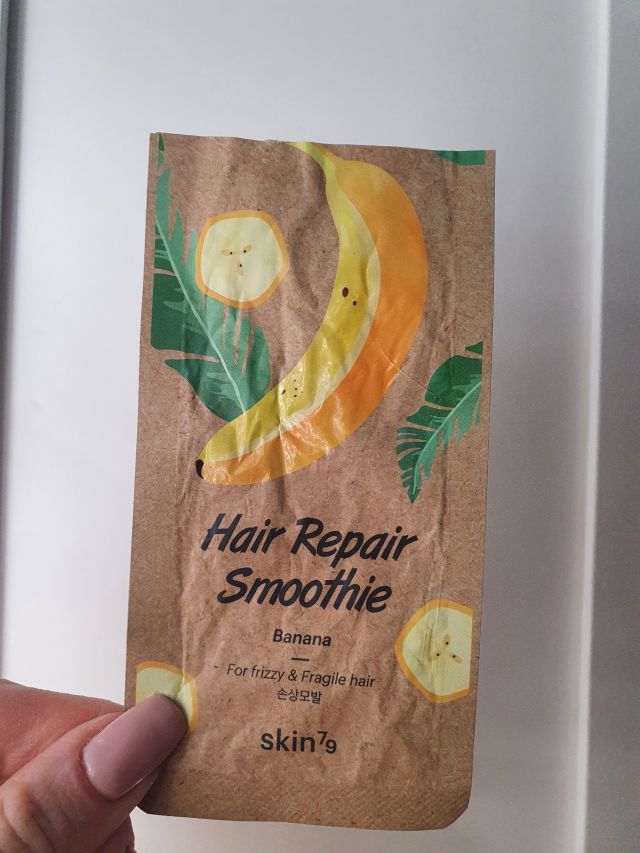 Hair Repair
Smoothie
Banana
For frizzy & Fragile hair
손상모발
skin79